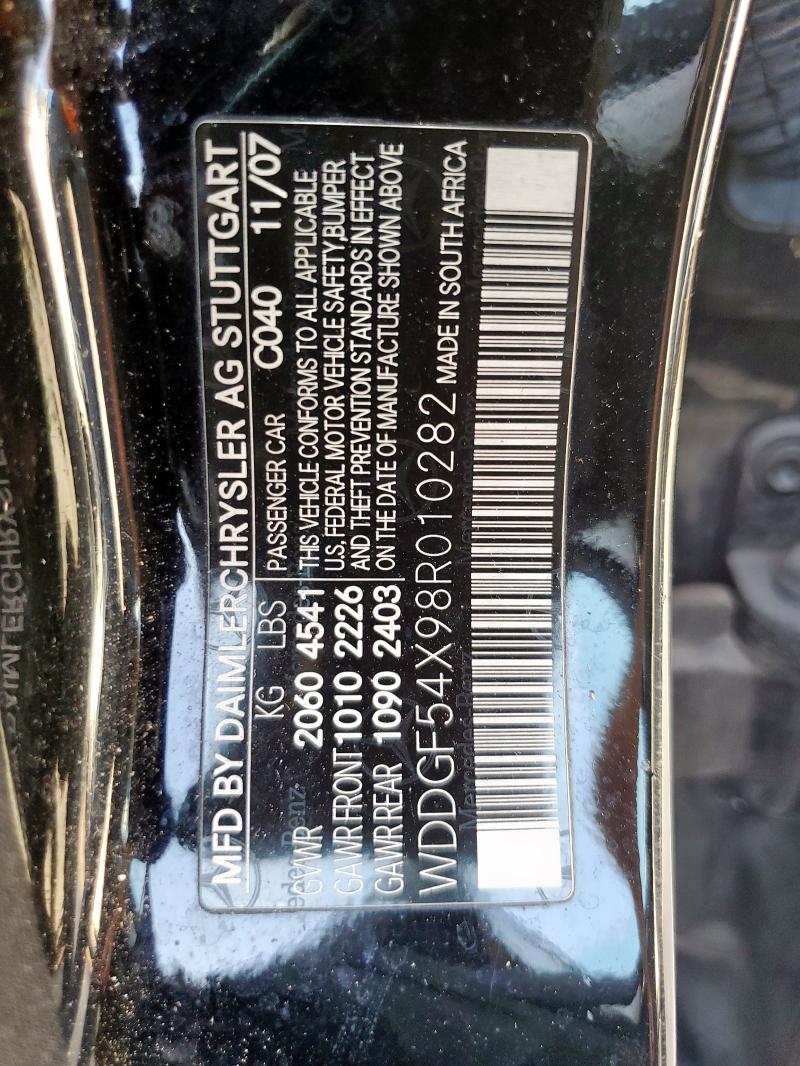 MFD BY DAIMLERCHRYSLER AG STUTTGART
KG LBS PASSENGER CAR C040 11/07
GVWR 2060 4541 THIS VEHICLE CONFORMS TO ALL APPLICABLE
GAWR FRONT 1010 2226 U.S. FEDERAL MOTOR VEHICLE SAFETY,BUMPER
GAWR REAR 1090 2403 AND THEFT PREVENTION STANDARDS IN EFFECT
ON THE DATE OF MANUFACTURE SHOWN ABOVE
WDDGF54X98R010282 MADE IN SOUTH AFRICA
Mercedes-Benz